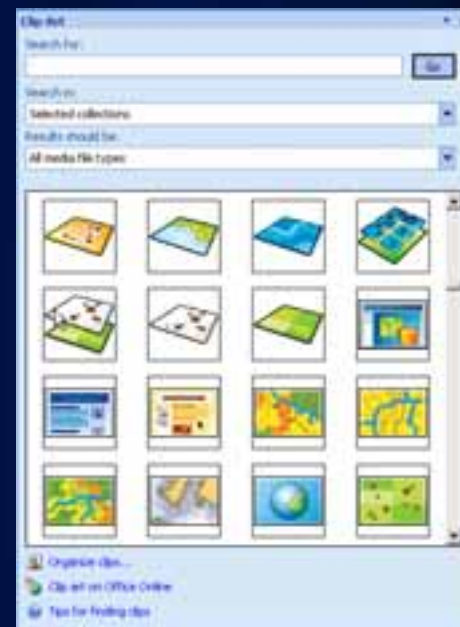 Clip Art
Search for:
Go
Search in:
Selected collections
Results should be:
All media file types
Organize clips...
Clip art on Office Online
Tips for finding clips